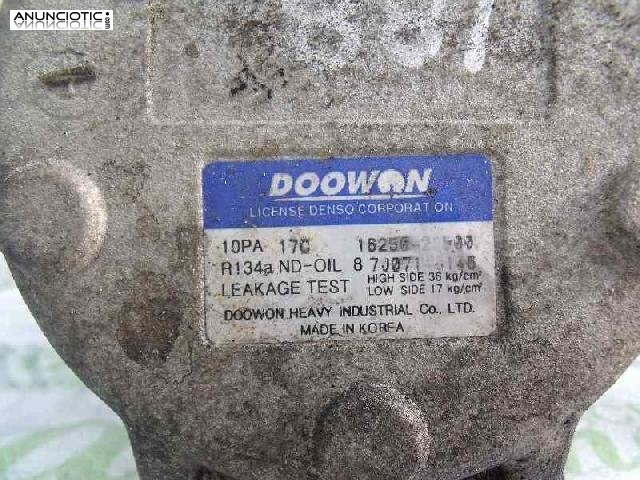 ANUNCIOTIC.com
DOOWON
LICENSE DENSO CORPORATION
10PA 17C
R134a ND-OIL 8
LEAKAGE TEST HIGH SIDE 36 kg/cm²
LOW SIDE 17 kg/cm²
DOOWON HEAVY INDUSTRIAL Co., LTD.
MADE IN KOREA